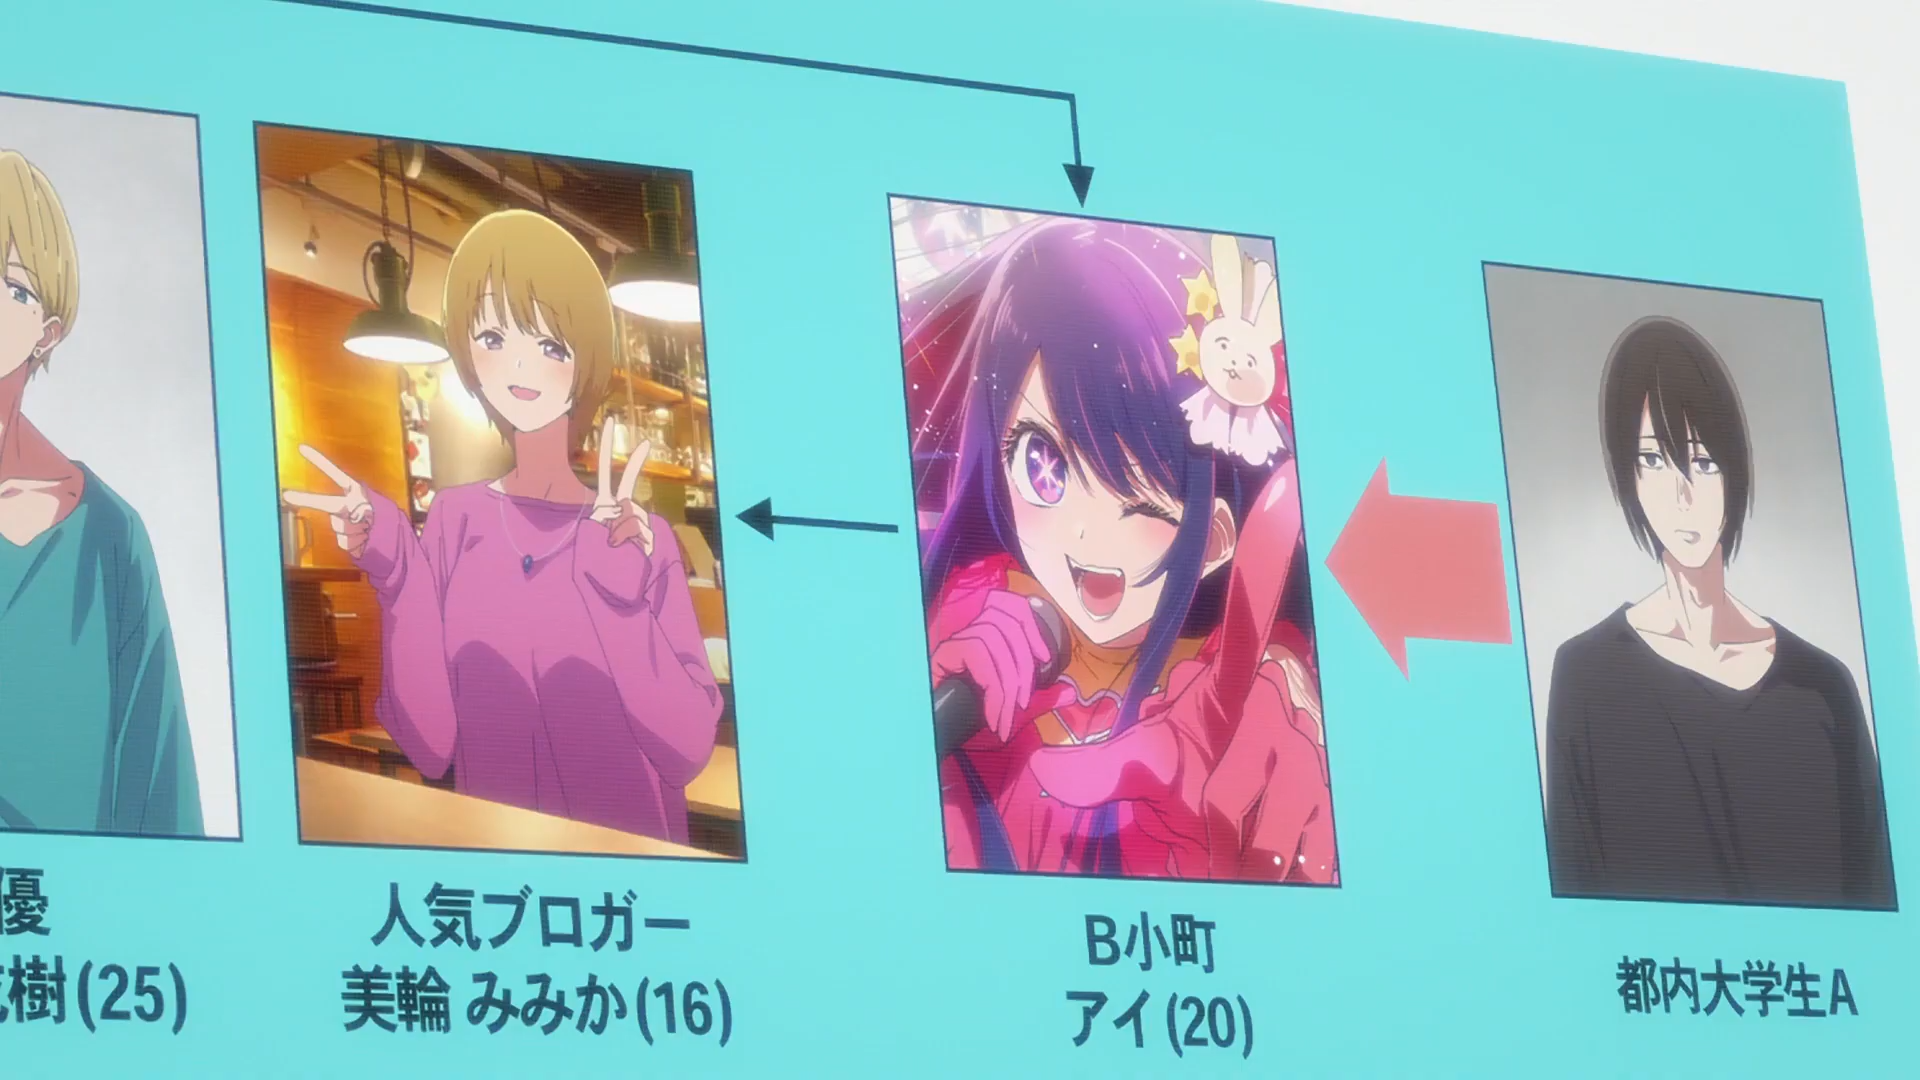 優
樹(25)
人気ブロガー
美輪 みみか(16)
B小町
アイ(20)
都内大学生A